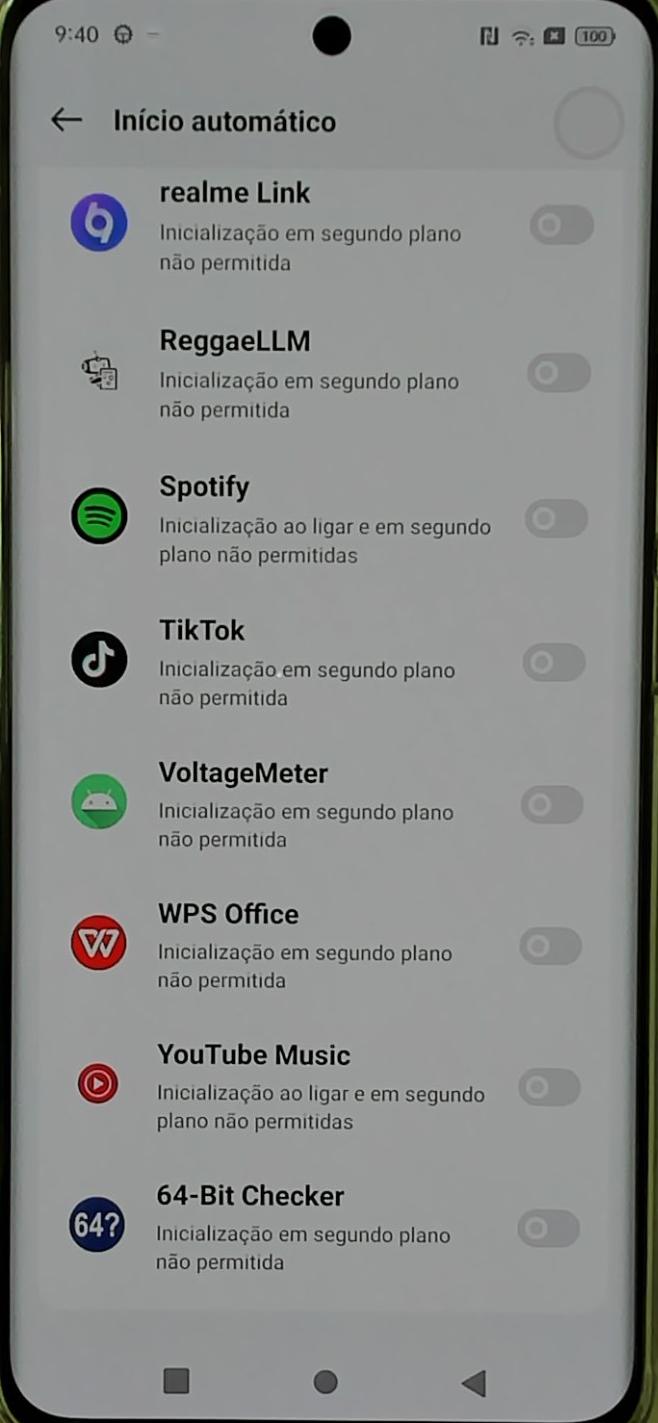 9:40
100
Início automático
realme Link
Inicialização em segundo plano
não permitida
ReggaeLLM
Inicialização em segundo plano
não permitida
Spotify
Inicialização ao ligar e em segundo
plano não permitidas
TikTok
Inicialização em segundo plano
não permitida
VoltageMeter
Inicialização em segundo plano
não permitida
WPS Office
Inicialização em segundo plano
não permitida
YouTube Music
Inicialização ao ligar e em segundo
plano não permitidas
64?
64-Bit Checker
Inicialização em segundo plano
não permitida